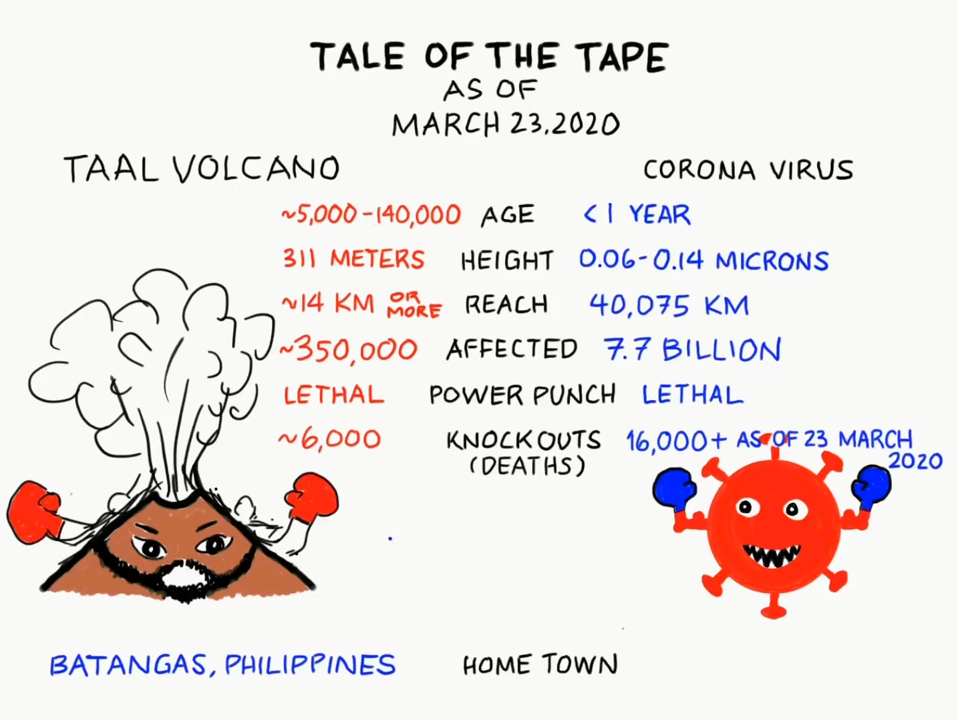 TALE OF THE TAPE
AS OF
MARCH 23, 2020
TAAL VOLCANO CORONA VIRUS
~5,000-140,000 AGE < 1 YEAR
311 METERS HEIGHT 0.06-0.14 MICRONS
~14 KM OR MORE REACH 40,075 KM
~350,000 AFFECTED 7.7 BILLION
LETHAL POWER PUNCH LETHAL
~6,000 KNOCKOUTS (DEATHS) 16,000+ AS OF 23 MARCH 2020
BATANGAS, PHILIPPINES HOME TOWN